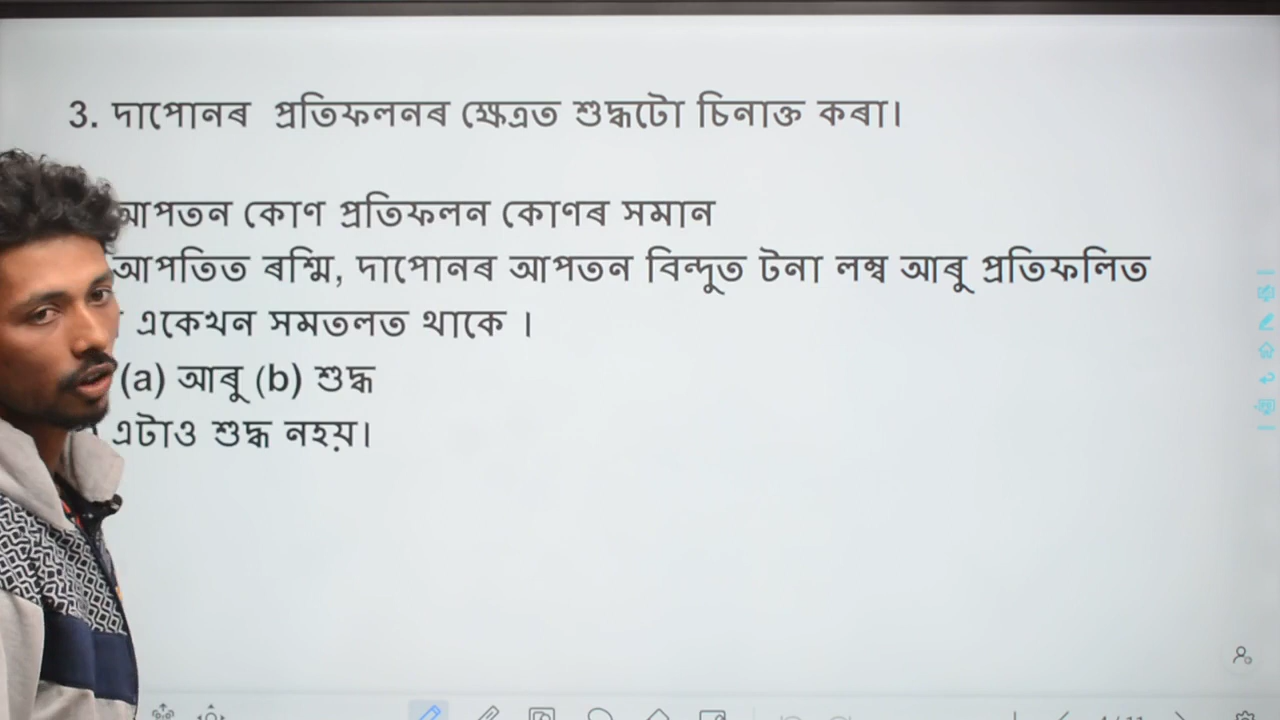 3. দাপোনৰ প্ৰতিফলনৰ ক্ষেত্ৰত শুদ্ধটো চিনাক্ত কৰা।
আপতন কোণ প্ৰতিফলন কোণৰ সমান
আপতিত ৰশ্মি, দাপোনৰ আপতন বিন্দুত টনা লম্ব আৰু প্ৰতিফলিত
একেখন সমতলত থাকে ।
(a) আৰু (b) শুদ্ধ
এটাও শুদ্ধ নহয়।